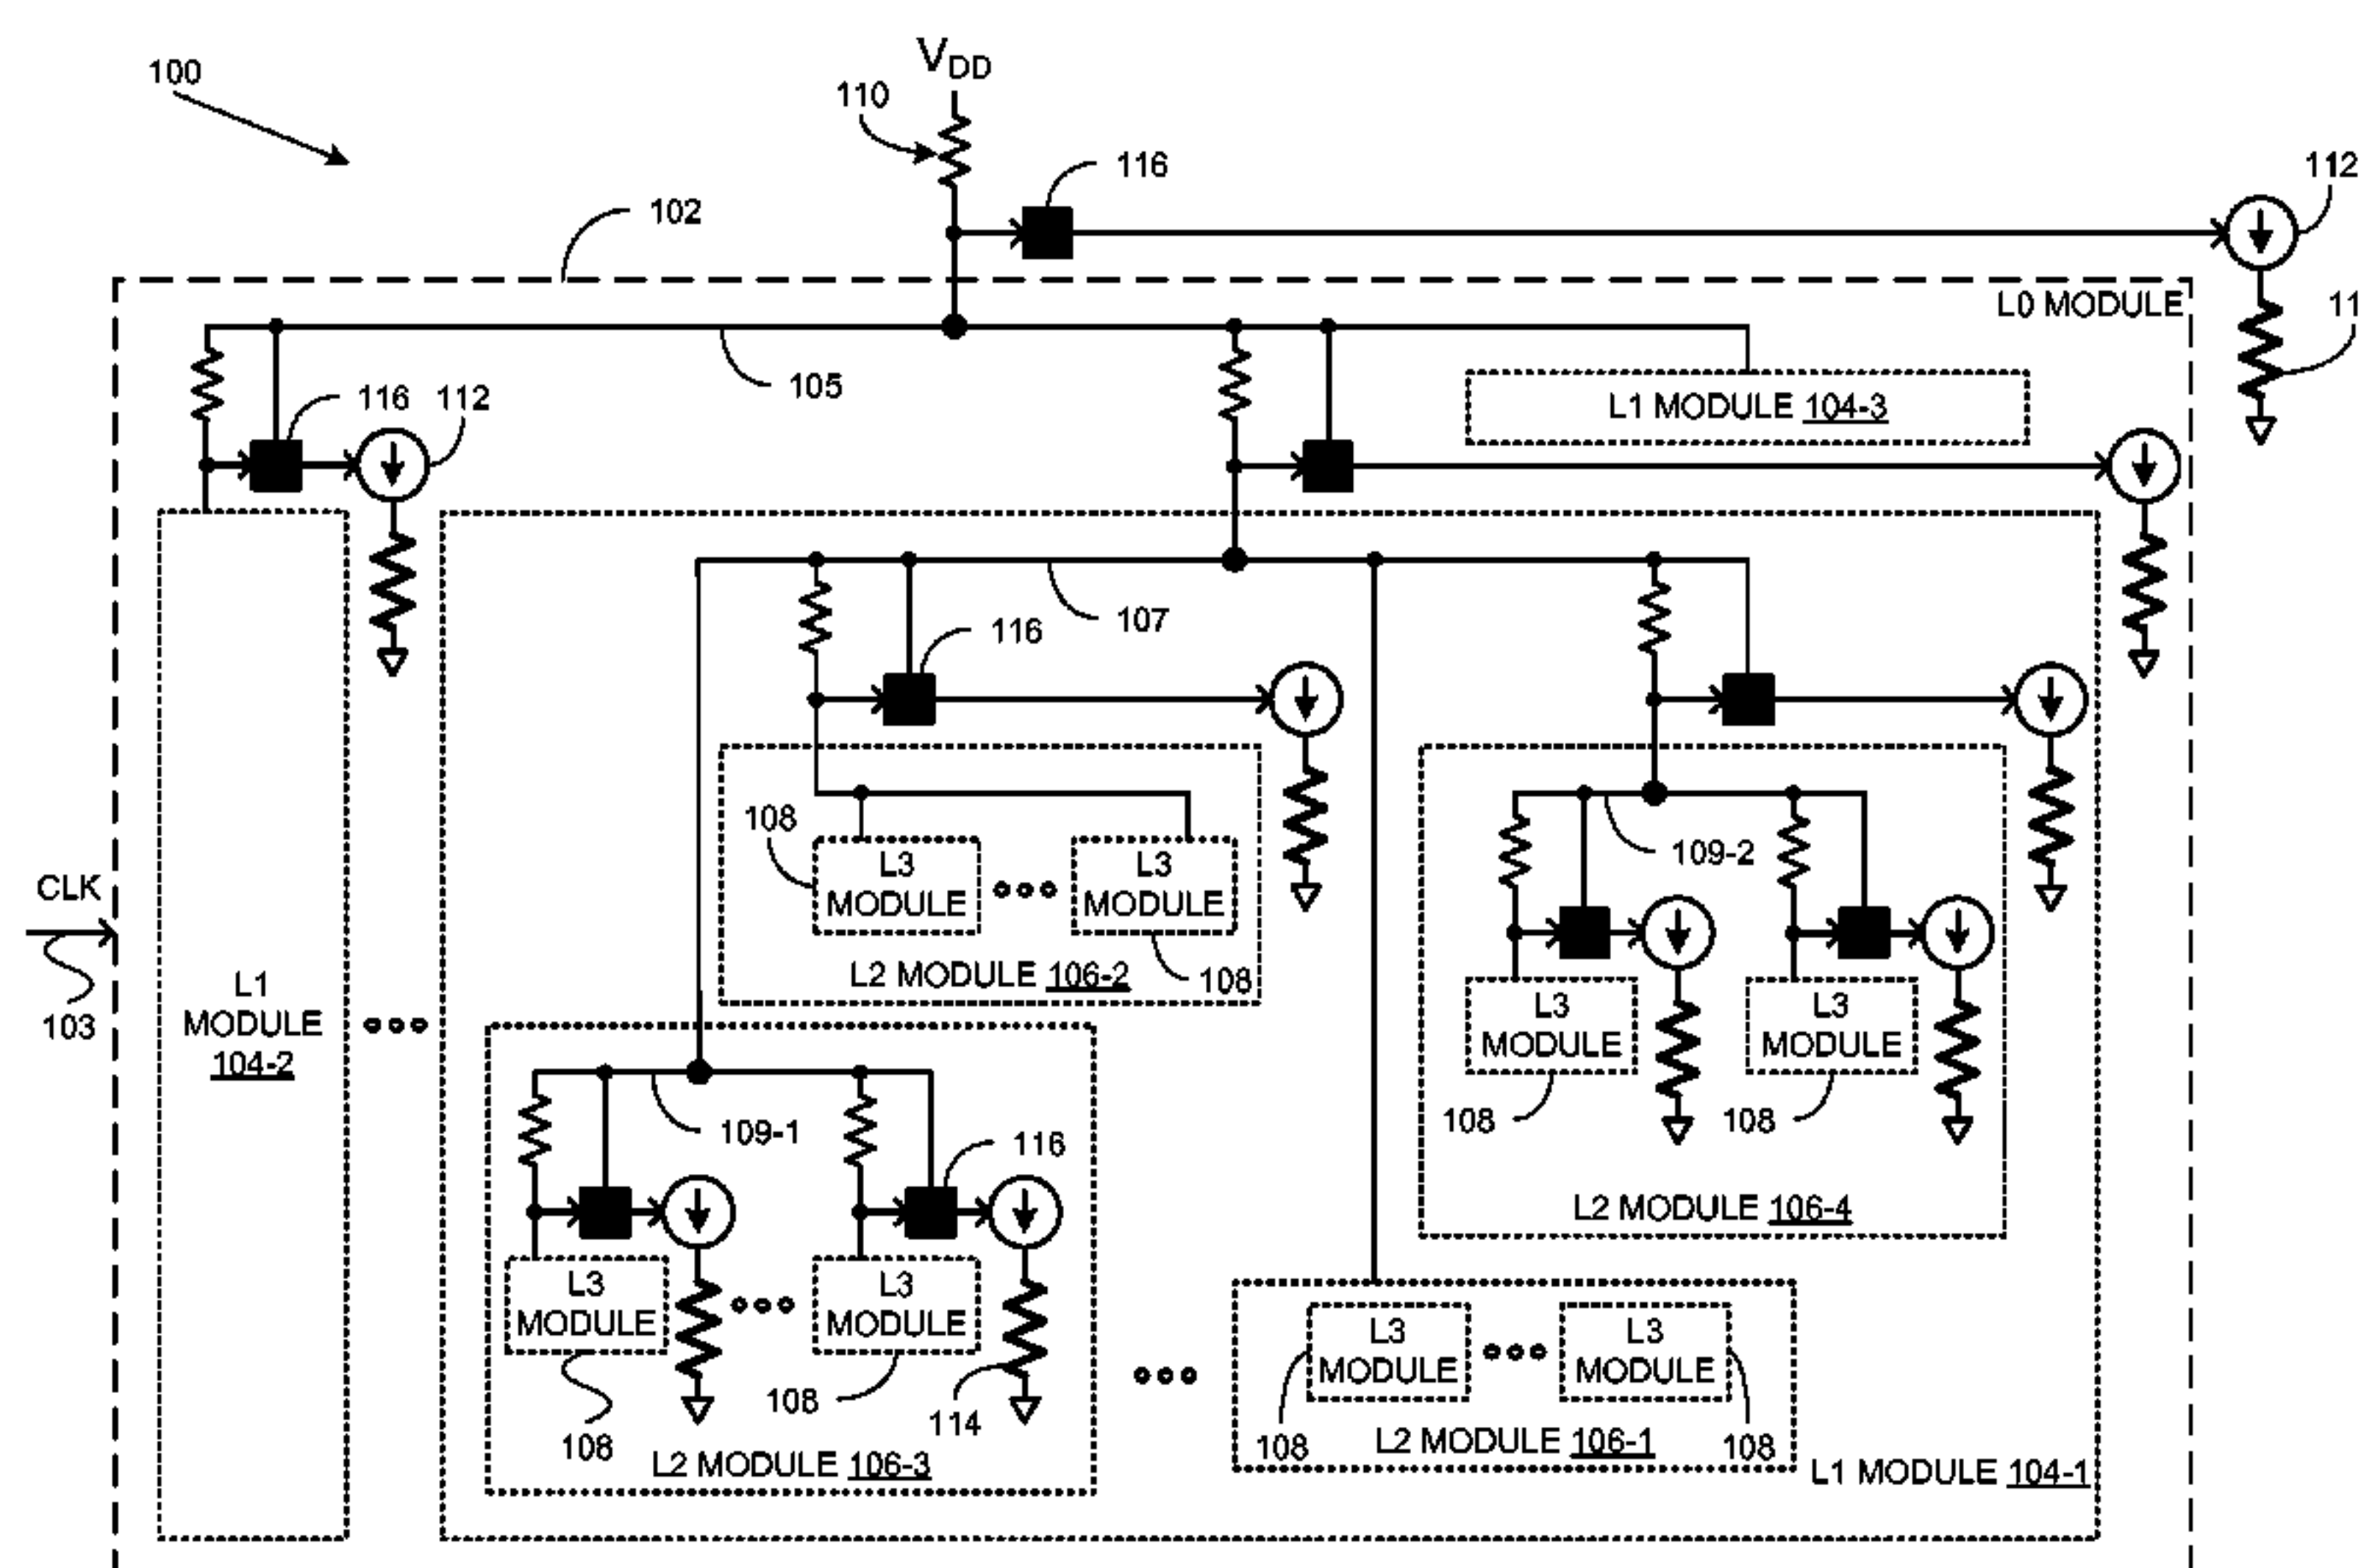 100
VDD
110
116
112
102
L0 MODULE
11
105
116
112
L1 MODULE 104-3
107
116
108
L3
MODULE
L3
MODULE
109-2
CLK
L2 MODULE 106-2
108
L1
MODULE
104-2
103
L3
MODULE
L3
MODULE
108
108
109-1
116
L2 MODULE 106-4
L3
MODULE
L3
MODULE
L3
MODULE
L3
MODULE
108
108
114
108
L2 MODULE 106-1
108
L2 MODULE 106-3
L1 MODULE 104-1